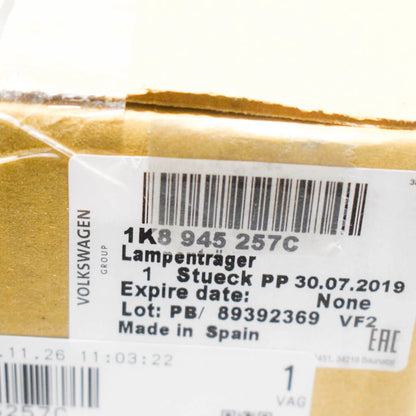 VOLKSWAGEN
GROUP
1K8 945 257C
Lampenträger
1 Stueck PP 30.07.2019
Expire date: None
Lot: PB/ 89392369 VF2
Made in Spain
EAC
.11.26 11:03:22
1
VAG
257C